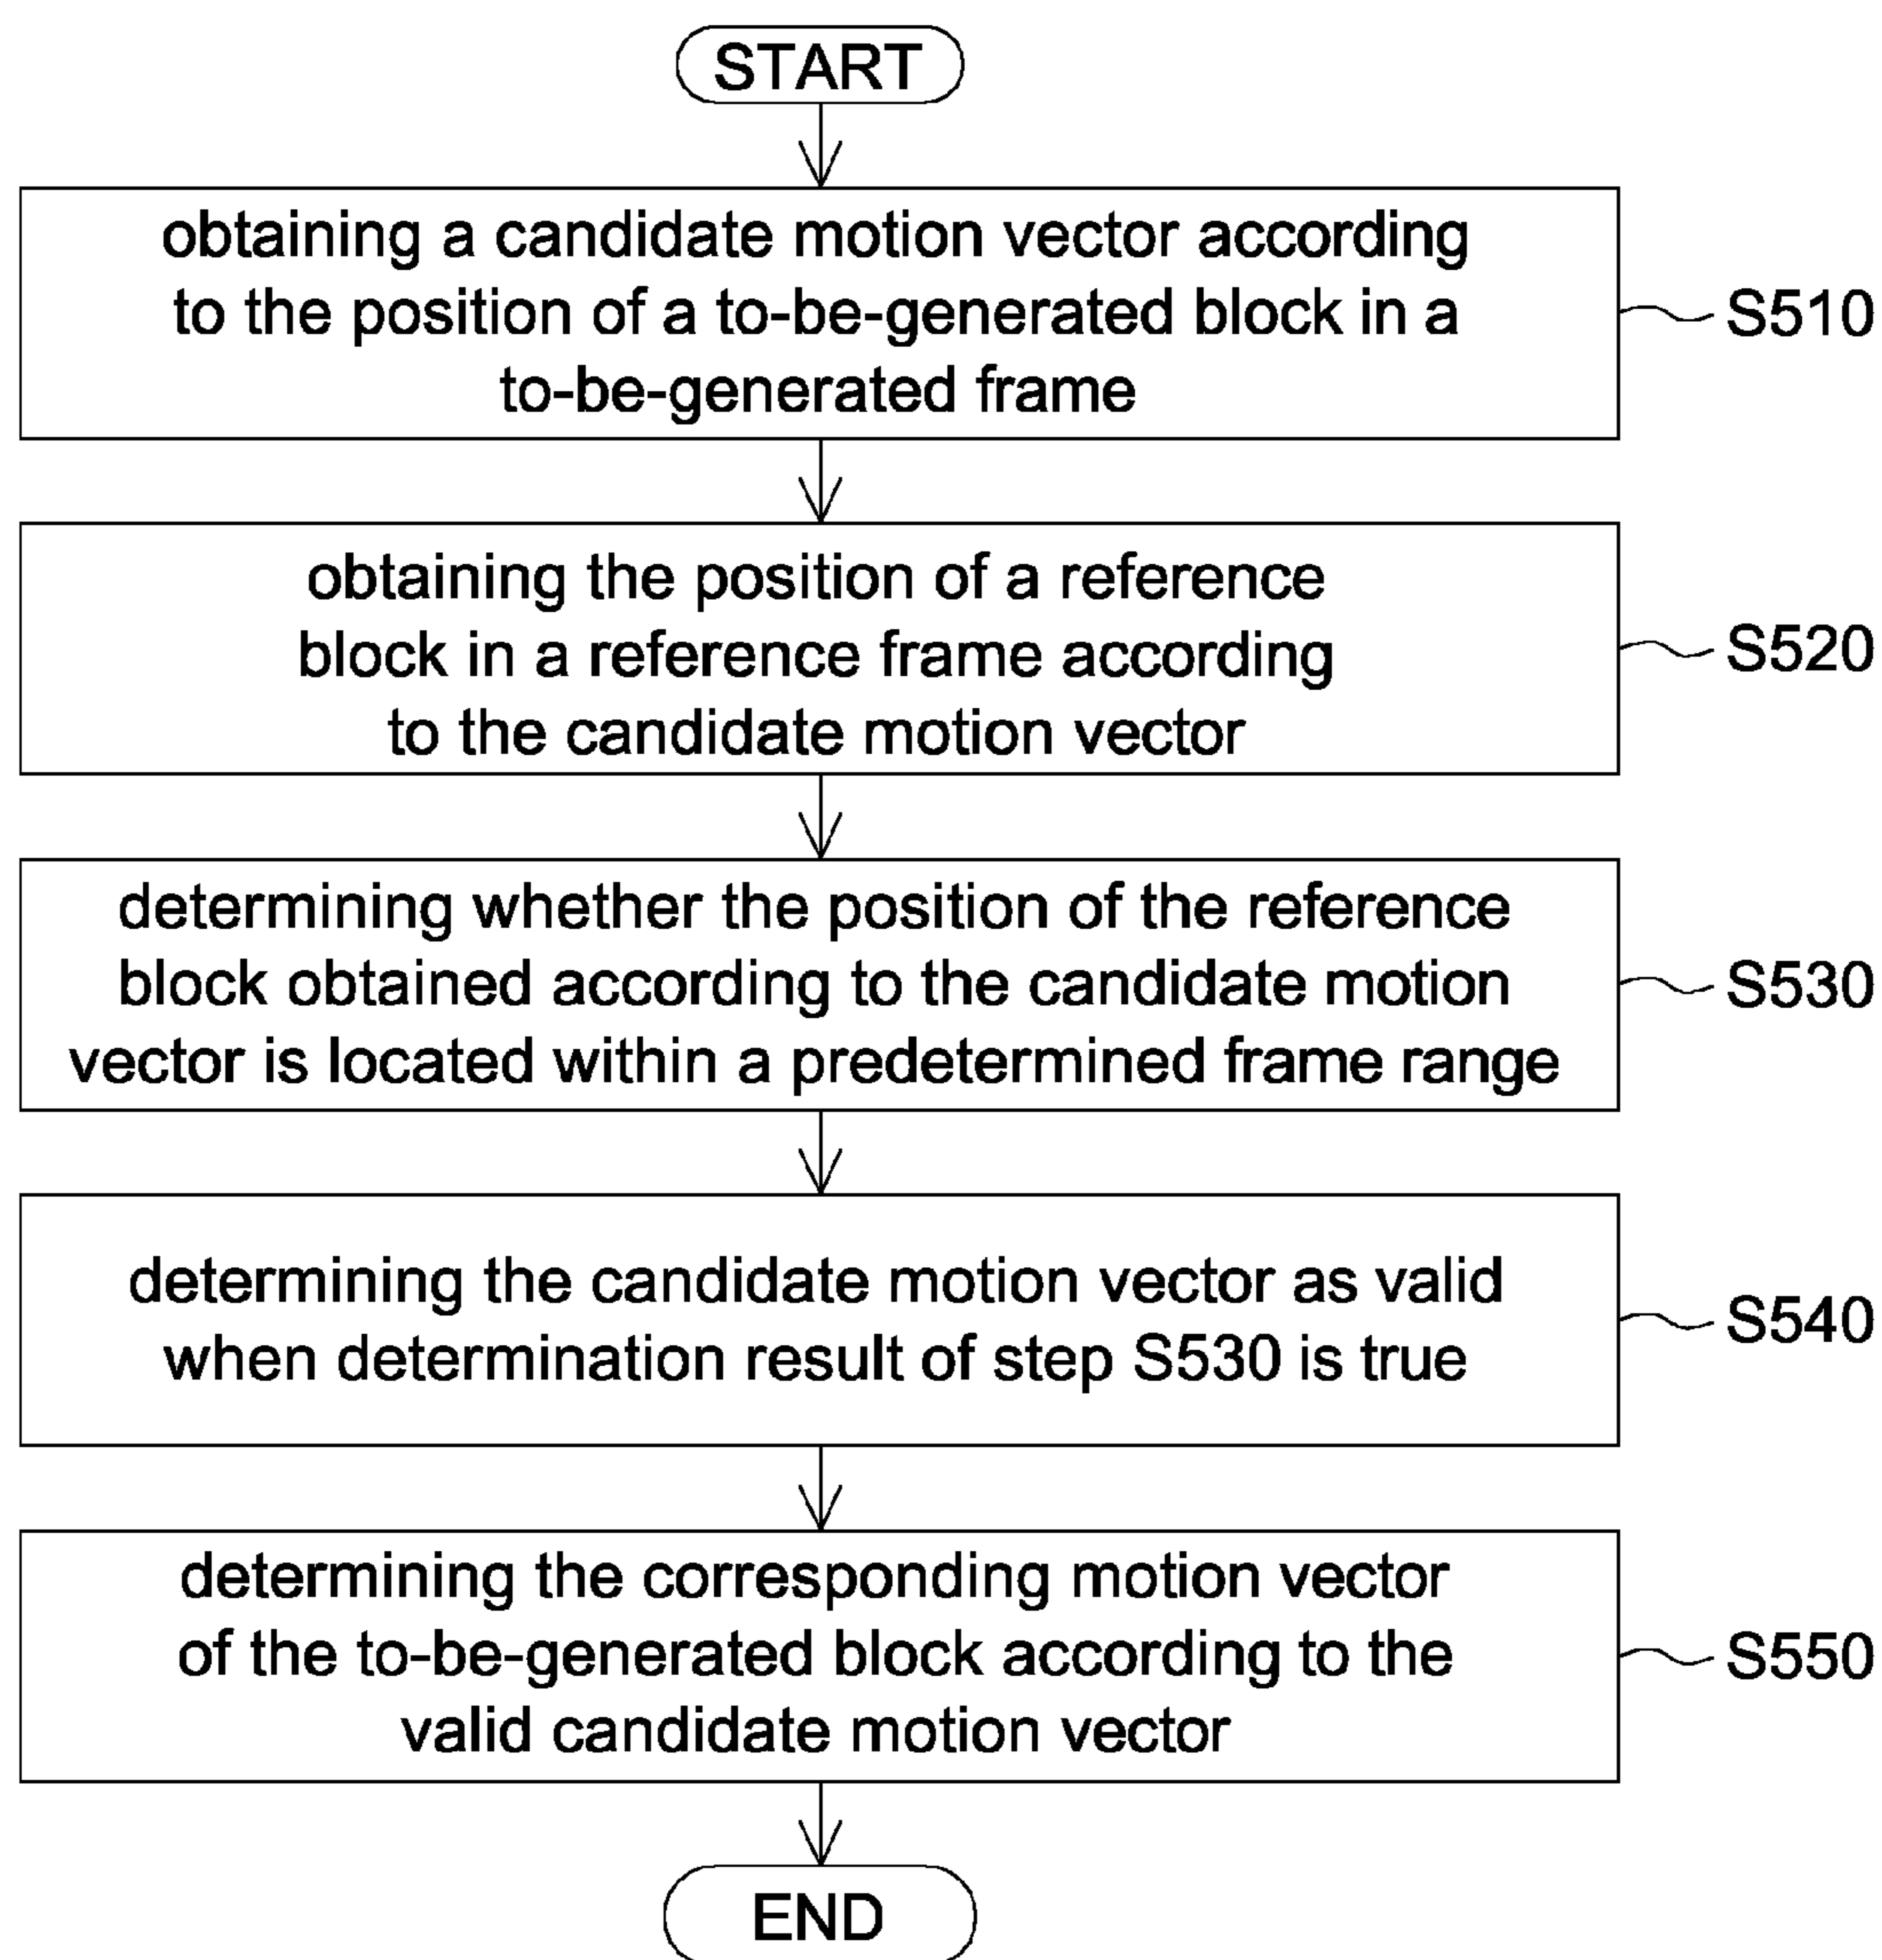 START
obtaining a candidate motion vector according
to the position of a to-be-generated block in a
to-be-generated frame
S510
obtaining the position of a reference
block in a reference frame according
to the candidate motion vector
S520
determining whether the position of the reference
block obtained according to the candidate motion
vector is located within a predetermined frame range
S530
determining the candidate motion vector as valid
when determination result of step S530 is true
S540
determining the corresponding motion vector
of the to-be-generated block according to the
valid candidate motion vector
S550
END